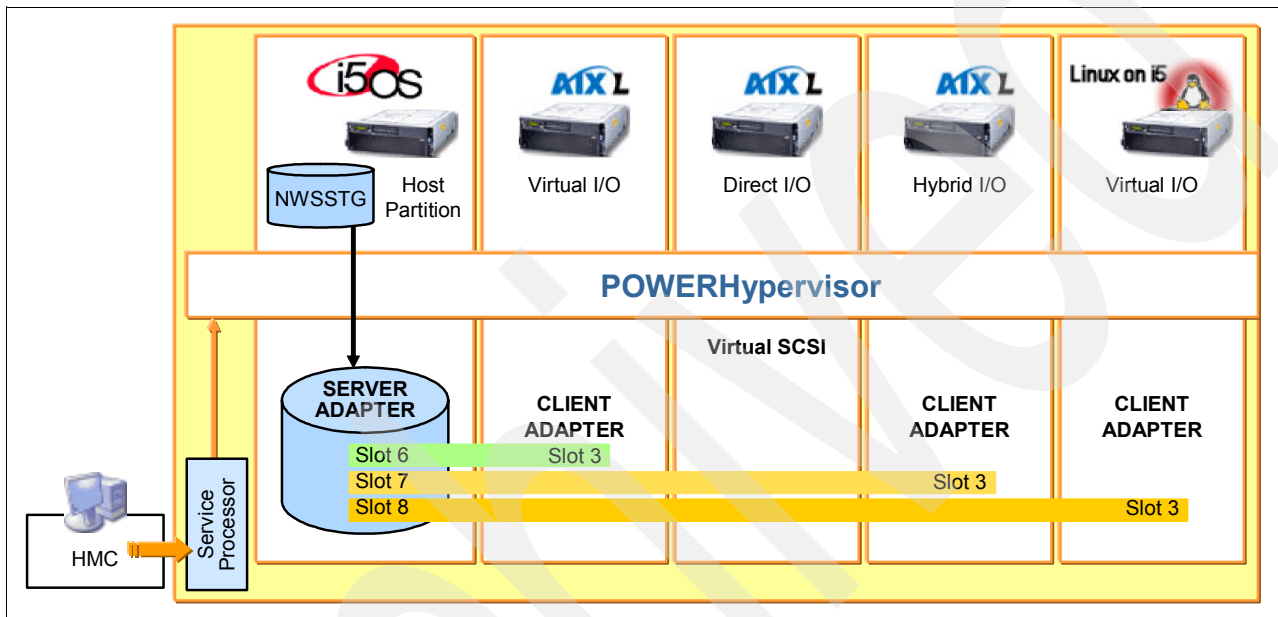 i5OS
AIX L
AIX L
AIX L
Linux on i5
NWSSTG
Host
Partition
Virtual I/O
Direct I/O
Hybrid I/O
Virtual I/O
POWERHypervisor
Virtual SCSI
SERVER
ADAPTER
CLIENT
ADAPTER
CLIENT
ADAPTER
CLIENT
ADAPTER
Slot 6
Slot 3
Slot 7
Slot 3
Slot 8
Slot 3
Service
Processor
HMC